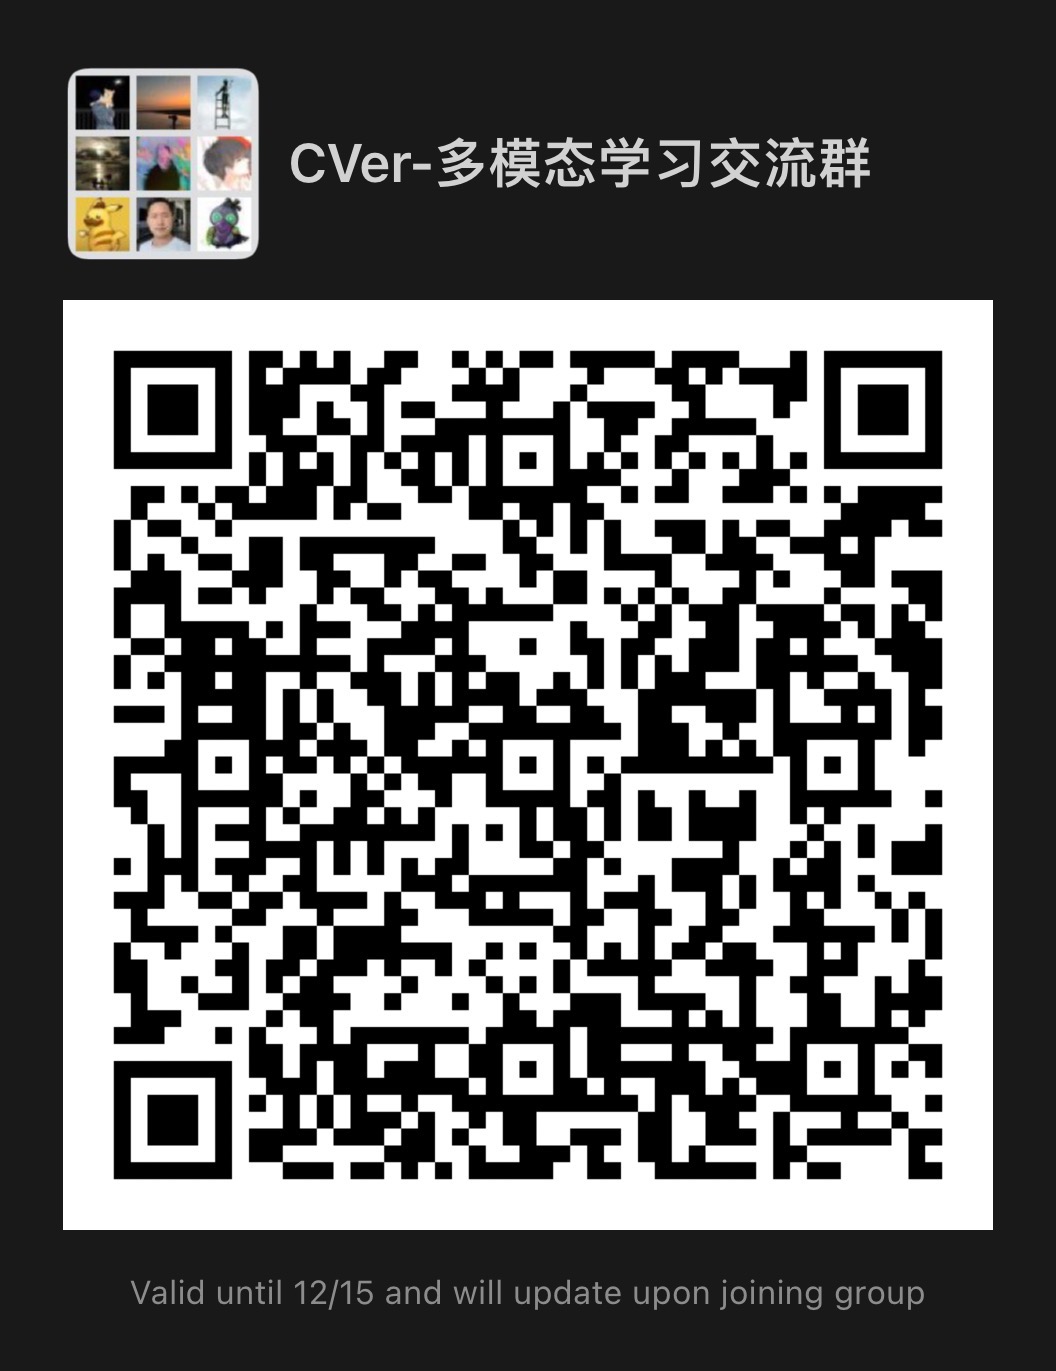 CVer-多模态学习交流群
Valid until 12/15 and will update upon joining group